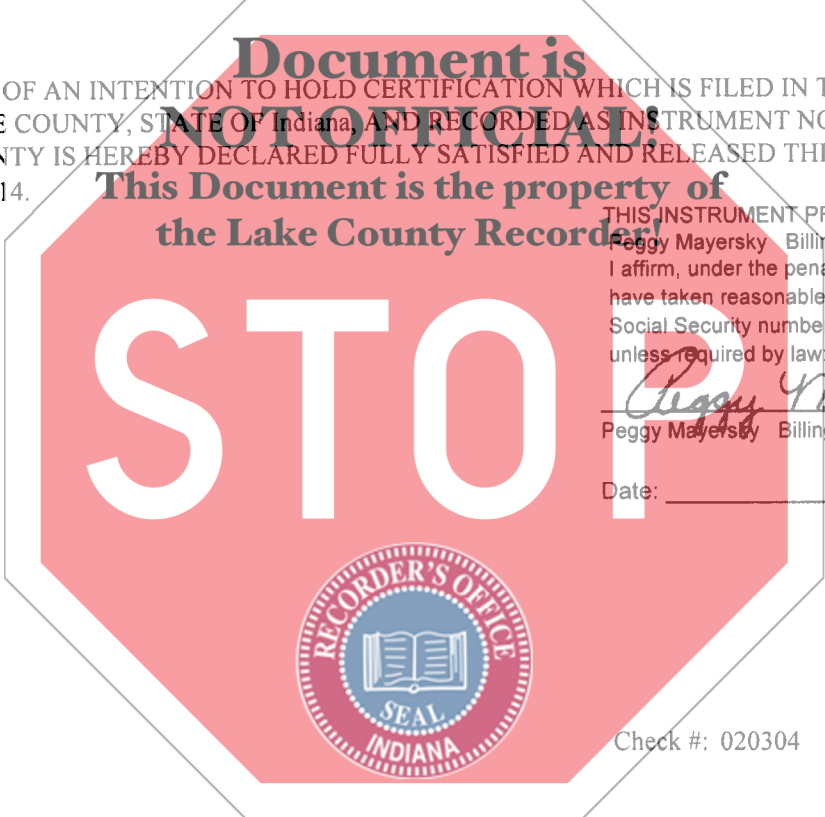 Document is
OF AN INTENTION TO HOLD CERTIFICATION WHICH IS FILED IN T
NOT OFFICIAL!
E COUNTY, STATE OF Indiana, AND RECORDED AS INSTRUMENT NO
NTY IS HEREBY DECLARED FULLY SATISFIED AND RELEASED THI
14.
This Document is the property of
the Lake County Recorder!
THIS INSTRUMENT PR
Peggy Mayersky Billin
I affirm, under the pena
have taken reasonable
Social Security numbe
unless required by law
STOP
Peggy M
Peggy Mayersky Billing
Date:
RECORDER'S OFFICE
SEAL
INDIANA
Check #: 020304